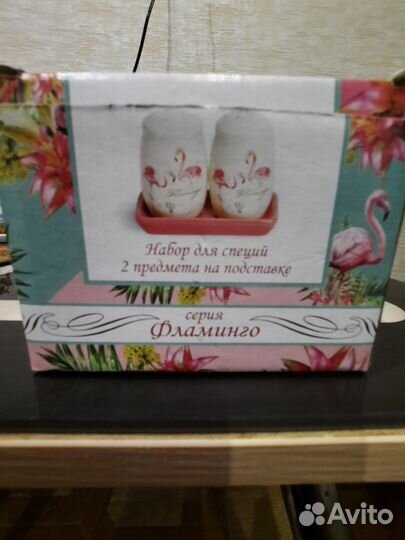 Набор для специй
2 предмета на подставке
серия
Фламинго
Avito